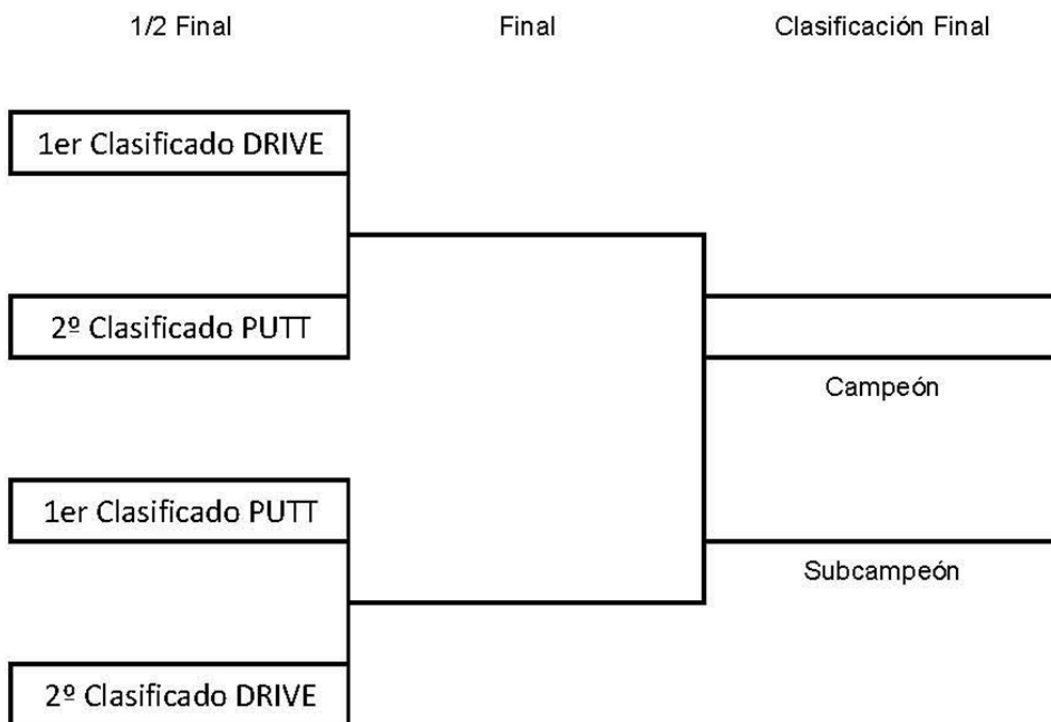 1/2 Final
Final
Clasificación Final
1er Clasificado DRIVE
2º Clasificado PUTT
Campeón
1er Clasificado PUTT
Subcampeón
2º Clasificado DRIVE